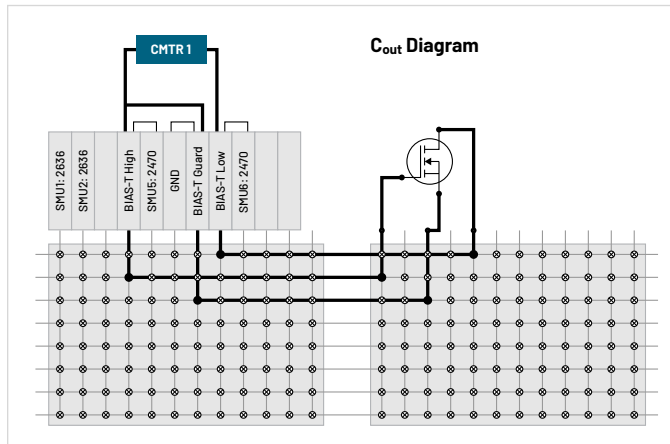 CMTR 1
Cout Diagram
SMU1: 2636
SMU2: 2636
BIAS-T High
SMU5: 2470
GND
BIAS-T Guard
BIAS-T Low
SMU6: 2470